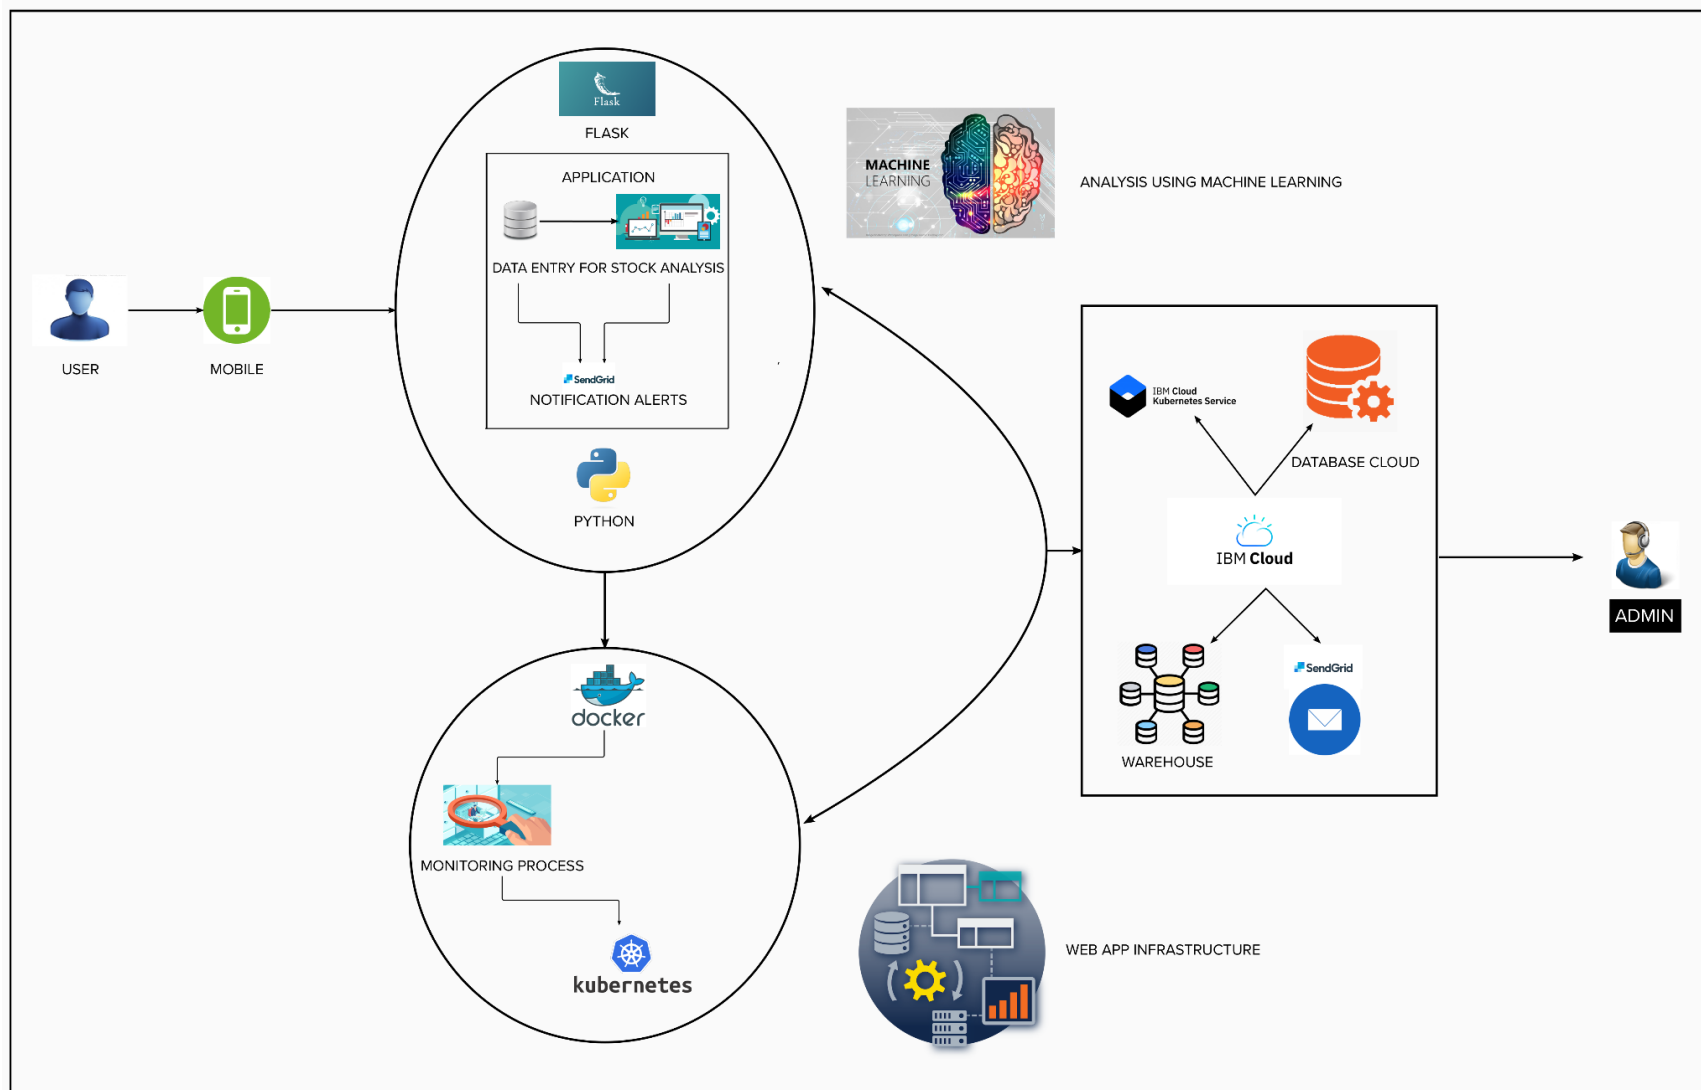 Flask
FLASK
APPLICATION
DATA ENTRY FOR STOCK ANALYSIS
SendGrid
NOTIFICATION ALERTS
PYTHON
USER
MOBILE
MACHINE
LEARNING
ANALYSIS USING MACHINE LEARNING
IBM Cloud
Kubernetes Service
DATABASE CLOUD
IBM Cloud
WAREHOUSE
SendGrid
ADMIN
docker
MONITORING PROCESS
kubernetes
WEB APP INFRASTRUCTURE